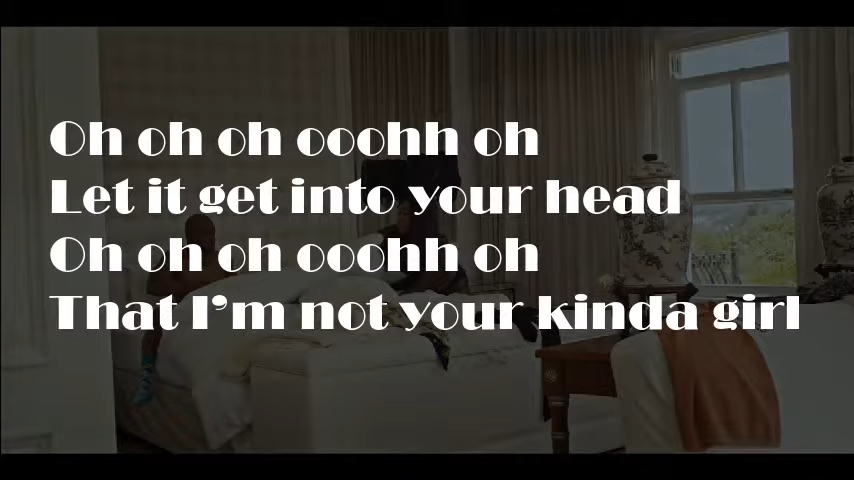 Oh oh oh ooohh oh
Let it get into your head
Oh oh oh ooohh oh
That I'm not your kinda girl